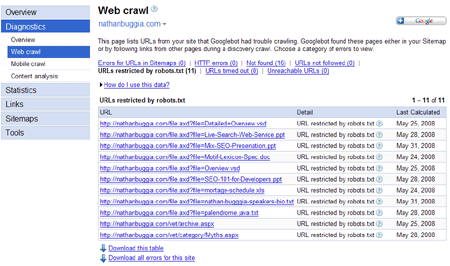 Overview
Diagnostics
Overview
Web crawl
Mobile crawl
Content analysis
Statistics
Links
Sitemaps
Tools
Web crawl
nathanbuggia.com
Google
This page lists URLs from your site that Googlebot had trouble crawling. Googlebot found these pages either in your Sitemap
or by following links from other pages during a discovery crawl. Choose a category of errors to view:
Errors for URLs in Sitemaps (0) | HTTP errors (0) | Not found (16) | URLs not followed (0) |
URLs restricted by robots.txt (11) | URLs timed out (0) | Unreachable URLs (0)
How do I use this data?
URLs restricted by robots.txt 1 – 11 of 11
URL Detail Last Calculated
http://nathanbuggia.com/file.axd?file=Detailed+Overview.vsd URL restricted by robots.txt May 25, 2008
http://nathanbuggia.com/file.axd?file=Live-Search-Web-Service.ppt URL restricted by robots.txt May 28, 2008
http://nathanbuggia.com/file.axd?file=Mix-SEO-Presenation.ppt URL restricted by robots.txt May 31, 2008
http://nathanbuggia.com/file.axd?file=Motif-Lexicus-Spec.doc URL restricted by robots.txt May 24, 2008
http://nathanbuggia.com/file.axd?file=Overview.vsd URL restricted by robots.txt May 25, 2008
http://nathanbuggia.com/file.axd?file=SEO-101-for-Developers.ppt URL restricted by robots.txt May 28, 2008
http://nathanbuggia.com/file.axd?file=mortage-schedule.xls URL restricted by robots.txt May 24, 2008
http://nathanbuggia.com/file.axd?file=nathan-buggia-speakers-bio.txt URL restricted by robots.txt May 31, 2008
http://nathanbuggia.com/file.axd?file=palendrome.java.txt URL restricted by robots.txt May 28, 2008
http://nathanbuggia.com/vet/archive.aspx URL restricted by robots.txt May 25, 2008
http://nathanbuggia.com/vet/category/Myths.aspx URL restricted by robots.txt May 28, 2008
Download this table
Download all errors for this site